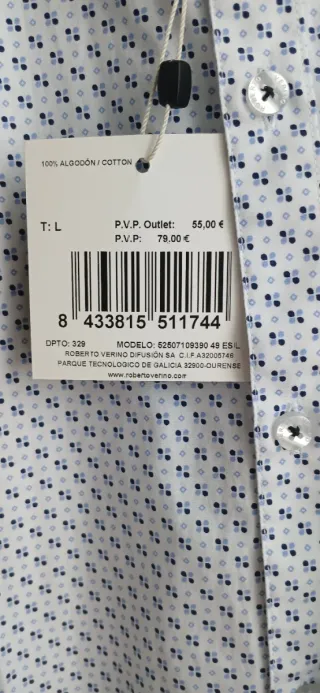 100% ALGODÓN / COTTON
T: L
P.V.P. Outlet: 55,00 €
P.V.P: 79,00 €
8 433815 511744
DPTO: 329 MODELO: 52507109390 49 ES/L
ROBERTO VERINO DIFUSIÓN SA C.I.F.A32005746
PARQUE TECNOLOGICO DE GALICIA 32900-OURENSE
www.robertoverino.com